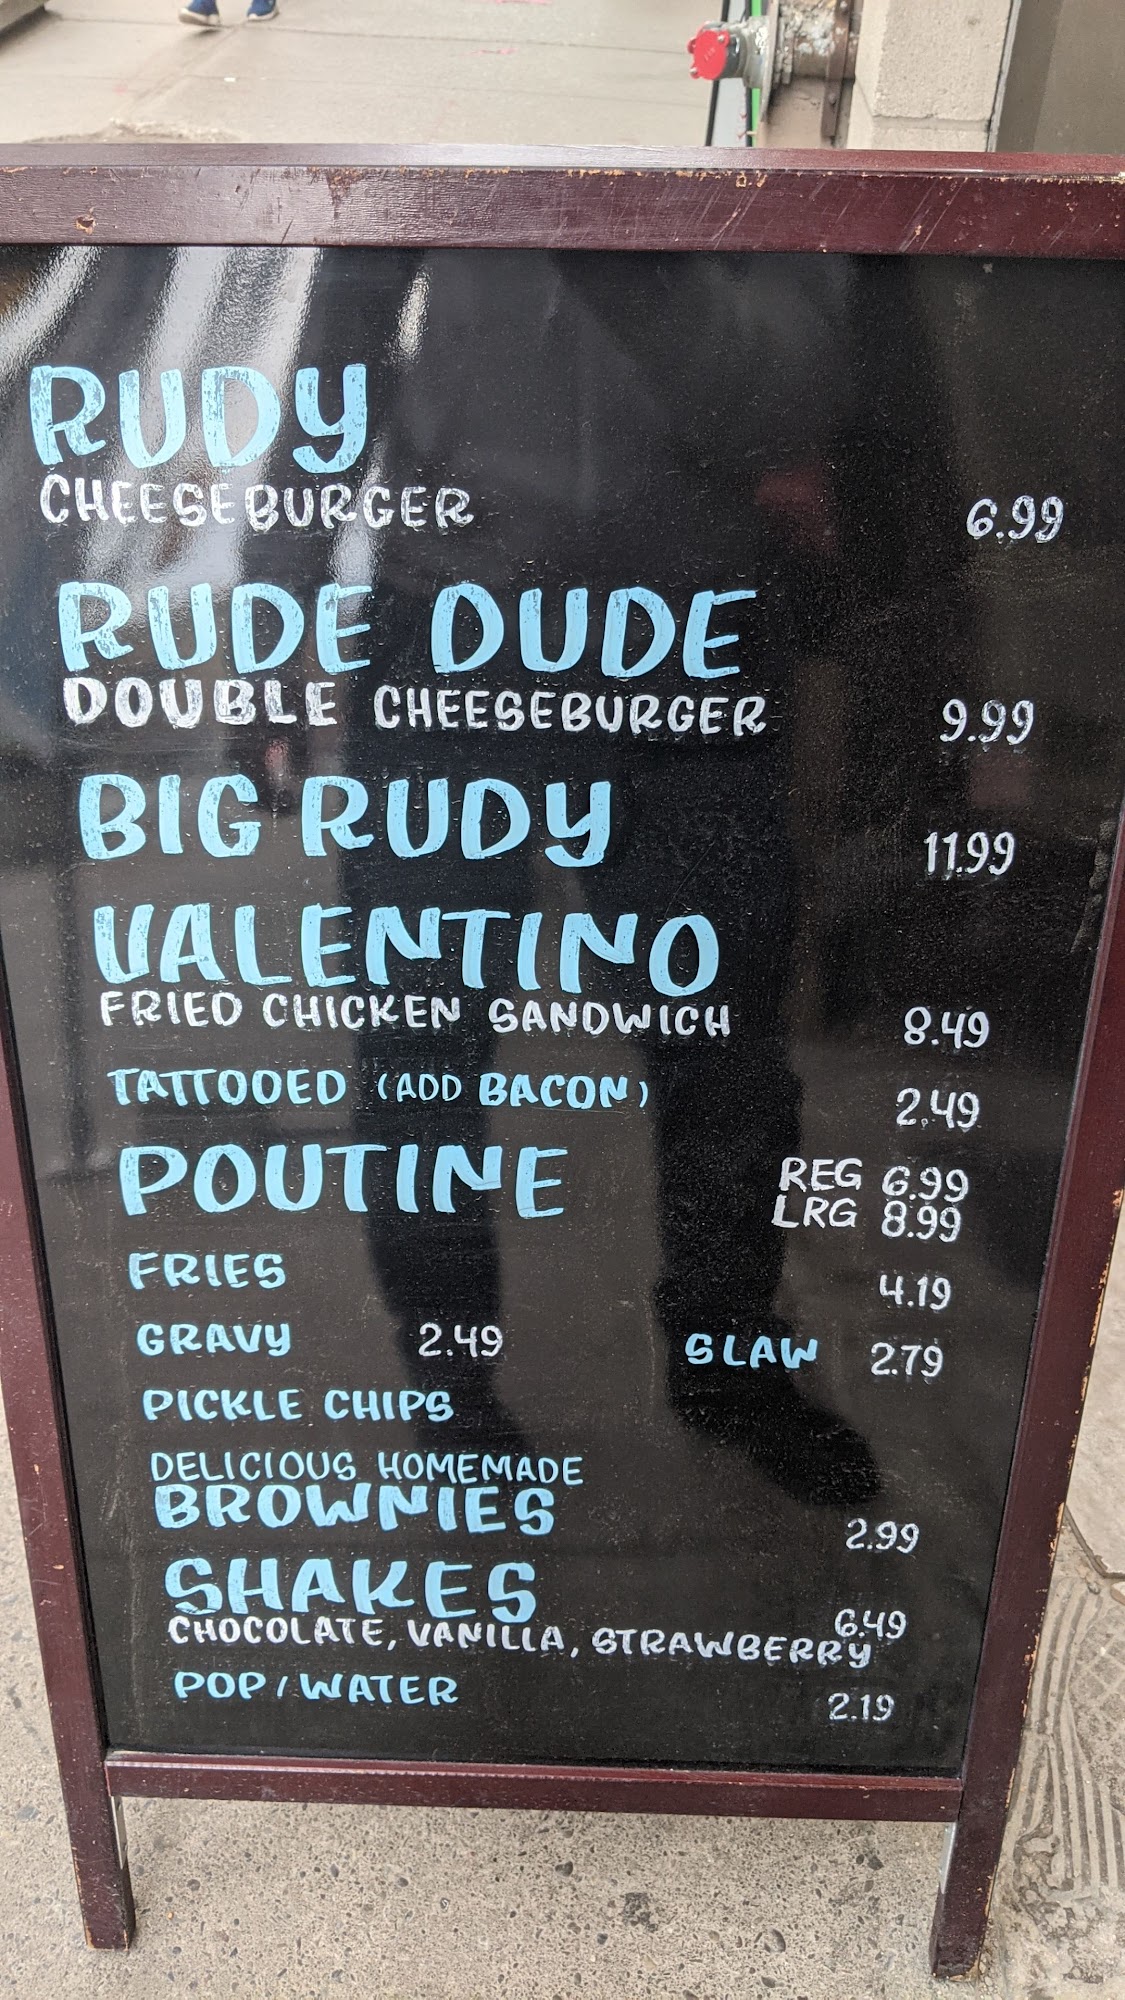 RUDY
CHEESEBURGER 6.99
RUDE DUDE
DOUBLE CHEESEBURGER 9.99
BIG RUDY 11.99
VALENTINO
FRIED CHICKEN SANDWICH 8.49
TATTOOED (ADD BACON) 2.49
POUTINE REG 6.99
LRG 8.99
FRIES 4.19
GRAVY 2.49 SLAW 2.79
PICKLE CHIPS
DELICIOUS HOMEMADE
BROWNIES 2.99
SHAKES 6.49
CHOCOLATE, VANILLA, STRAWBERRY
POP/WATER 2.19